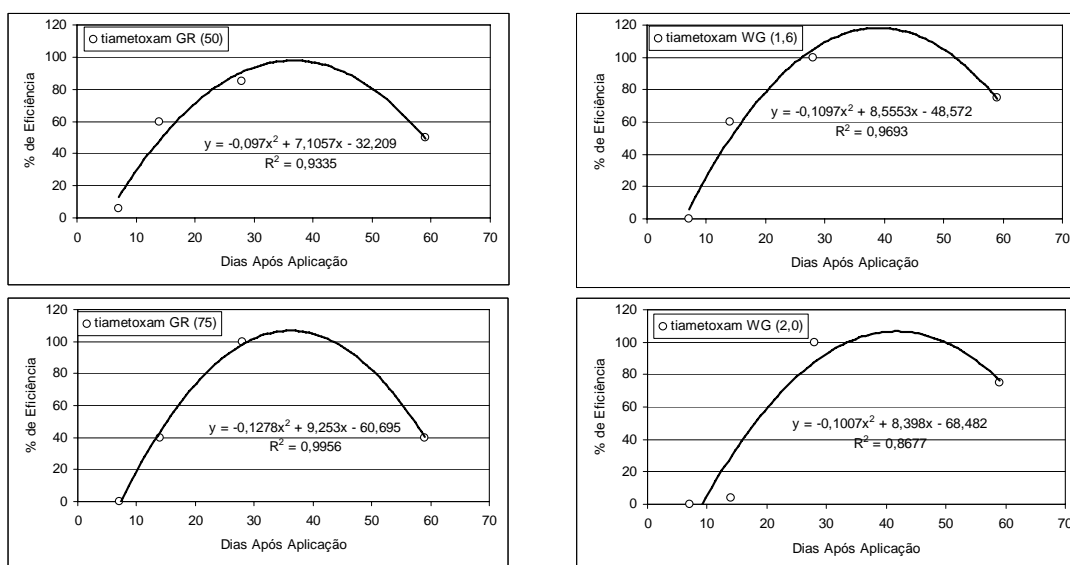 tiametoxam GR (50)
% de Eficiência
120
100
80
60
40
20
0
y = -0,097x² + 7,1057x - 32,209
R² = 0,9335
0 10 20 30 40 50 60 70
Dias Após Aplicação
tiametoxam WG (1,6)
% de Eficiência
120
100
80
60
40
20
0
y = -0,1097x² + 8,5553x - 48,572
R² = 0,9693
0 10 20 30 40 50 60 70
Dias Após Aplicação
tiametoxam GR (75)
% de Eficiência
120
100
80
60
40
20
0
y = -0,1278x² + 9,253x - 60,695
R² = 0,9956
0 10 20 30 40 50 60 70
Dias Após Aplicação
tiametoxam WG (2,0)
% de Eficiência
120
100
80
60
40
20
0
y = -0,1007x² + 8,398x - 68,482
R² = 0,8677
0 10 20 30 40 50 60 70
Dias Após Aplicação